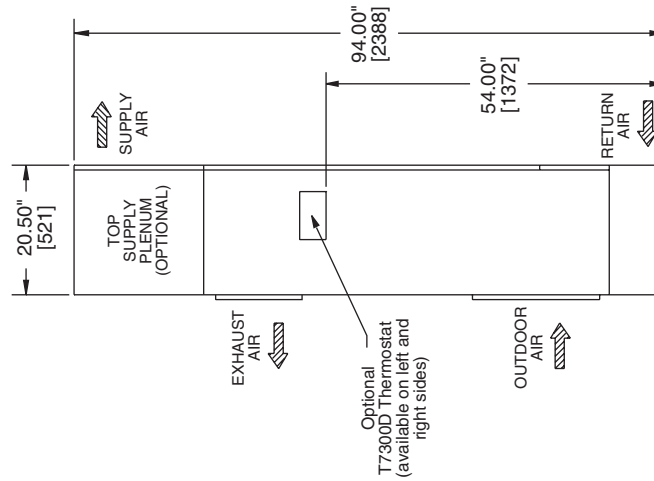 20.50"
[521]
TOP
SUPPLY
PLENUM
(OPTIONAL)
SUPPLY
AIR
94.00"
[2388]
54.00"
[1372]
RETURN
AIR
EXHAUST
AIR
Optional
T7300D Thermostat
(available on left and
right sides)
OUTDOOR
AIR